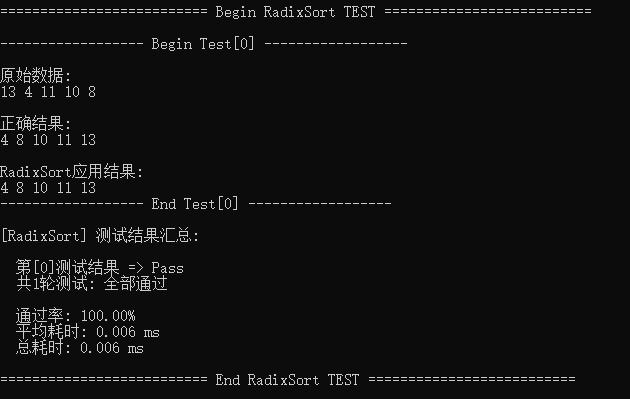 ========================== Begin RadixSort TEST ==========================
------------------ Begin Test[0] ------------------
原始数据:
13 4 11 10 8
正确结果:
4 8 10 11 13
RadixSort应用结果:
4 8 10 11 13
------------------ End Test[0] ------------------
[RadixSort] 测试结果汇总:
第[0]测试结果 => Pass
共1轮测试: 全部通过
通过率: 100.00%
平均耗时: 0.006 ms
总耗时: 0.006 ms
========================== End RadixSort TEST ==========================